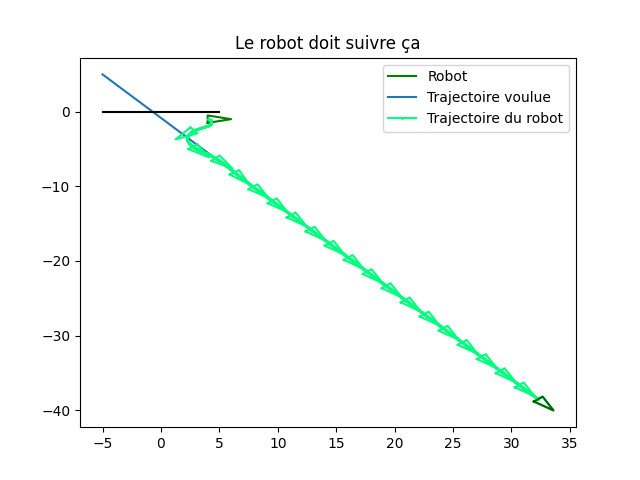 Le robot doit suivre ça
Robot
Trajectoire voulue
Trajectoire du robot
0
−10
−20
−30
−40
−5 0 5 10 15 20 25 30 35